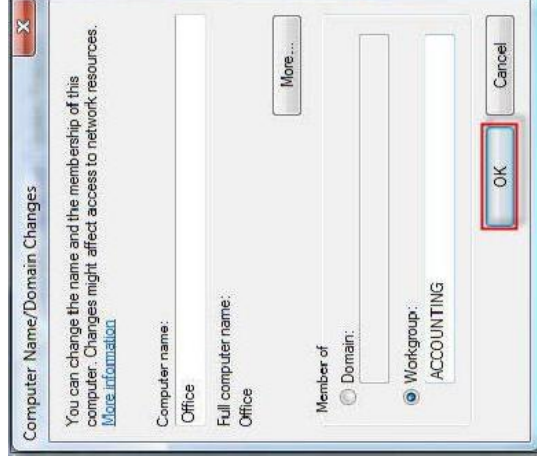 Computer Name/Domain Changes
You can change the name and the membership of this
computer. Changes might affect access to network resources.
More information
Computer name:
Office
Full computer name:
Office
More...
Member of
Domain:
Workgroup:
ACCOUNTING
OK
Cancel